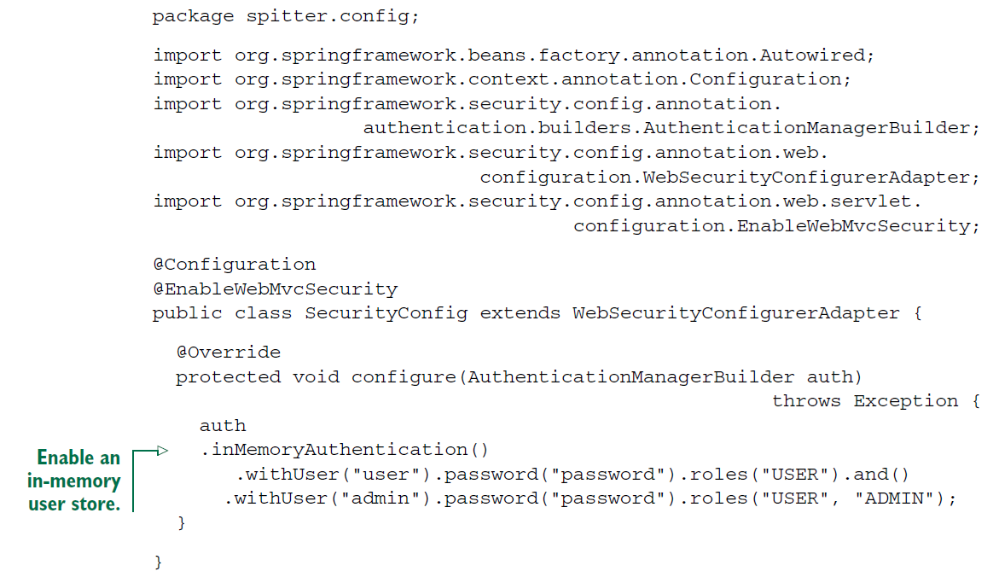 package spitter.config;
import org.springframework.beans.factory.annotation.Autowired;
import org.springframework.context.annotation.Configuration;
import org.springframework.security.config.annotation.
authentication.builders.AuthenticationManagerBuilder;
import org.springframework.security.config.annotation.web.
configuration.WebSecurityConfigurerAdapter;
import org.springframework.security.config.annotation.web.servlet.
configuration.EnableWebMvcSecurity;
@Configuration
@EnableWebMvcSecurity
public class SecurityConfig extends WebSecurityConfigurerAdapter {
@Override
protected void configure(AuthenticationManagerBuilder auth)
throws Exception {
auth
.inMemoryAuthentication()
.withUser("user").password("password").roles("USER").and()
.withUser("admin").password("password").roles("USER", "ADMIN");
}
}
Enable an
in-memory
user store.